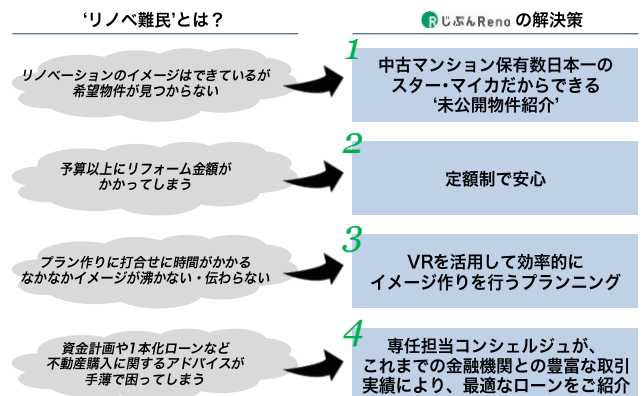 ‘リノベ難民’とは？
じぶんRenoの解決策
リノベーションのイメージはできているが
希望物件が見つからない
1
中古マンション保有数日本一の
スター・マイカだからできる
‘未公開物件紹介’
予算以上にリフォーム金額が
かかってしまう
2
定額制で安心
プラン作りに打合せに時間がかかる
なかなかイメージが沸かない・伝わらない
3
VRを活用して効率的に
イメージ作りを行うプランニング
資金計画や1本化ローンなど
不動産購入に関するアドバイスが
手薄で困ってしまう
4
専任担当コンシェルジュが、
これまでの金融機関との豊富な取引
実績により、最適なローンをご紹介